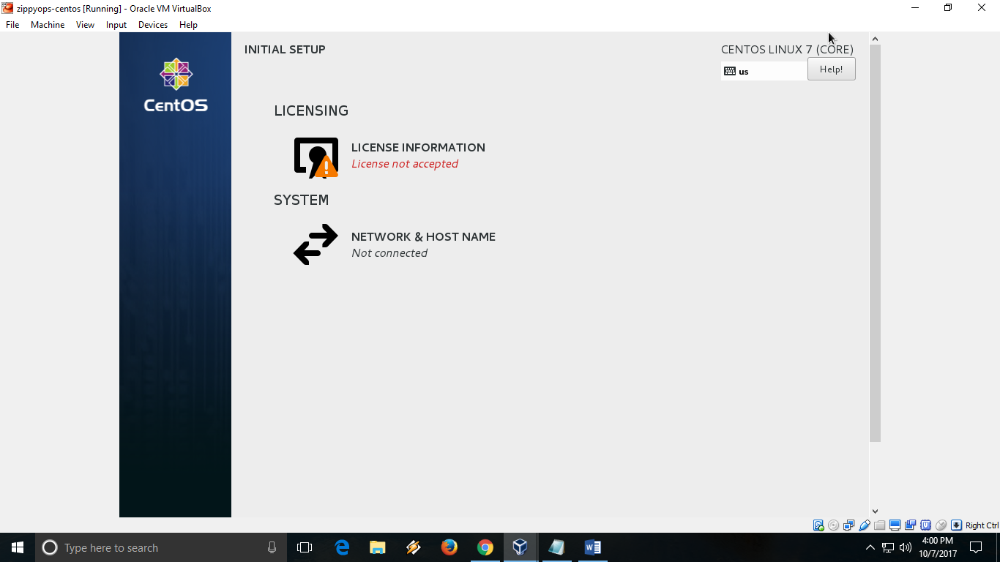 zippyops-centos [Running] - Oracle VM VirtualBox
File Machine View Input Devices Help
CentOS
INITIAL SETUP
CENTOS LINUX 7 (CORE)
us
Help!
LICENSING
LICENSE INFORMATION
License not accepted
SYSTEM
NETWORK & HOST NAME
Not connected
Right Ctrl
Type here to search
4:00 PM
10/7/2017